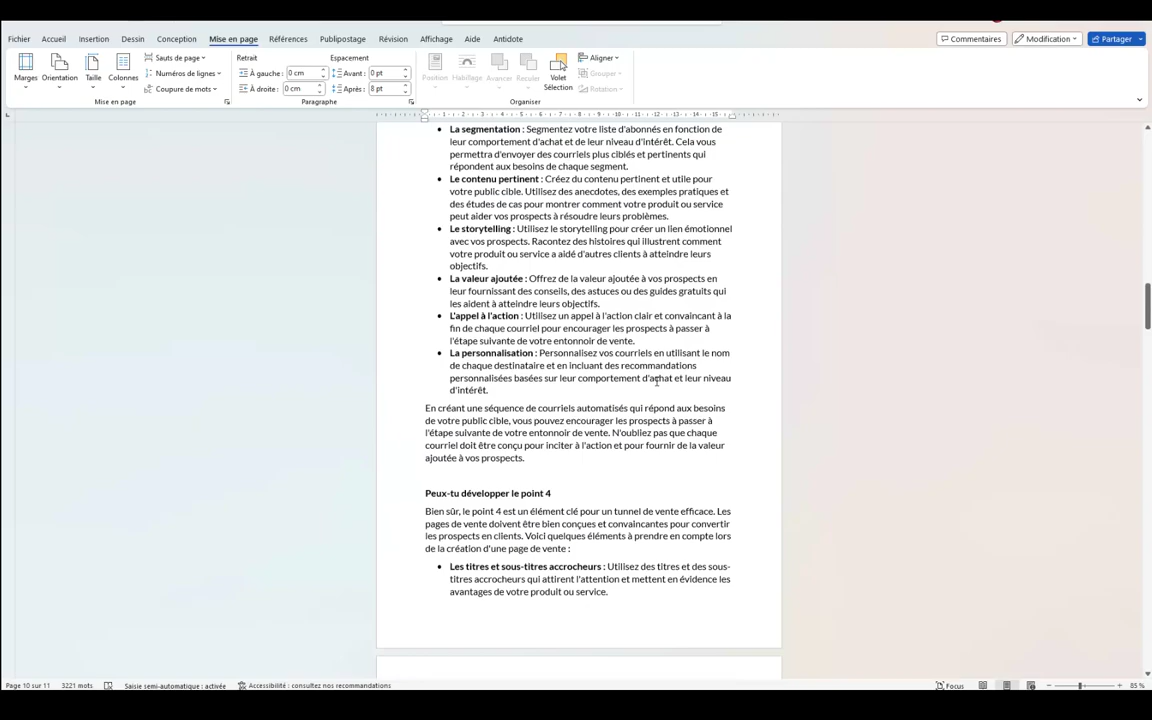 Fichier Accueil Insertion Dessin Conception Mise en page Références Publipostage Révision Affichage Aide Antidote Commentaires Modification Partager
Marges Orientation Taille Colonnes Sauts de page Retrait Espacement Position Habillage Avancer Reculer Volet Sélection Aligner
Numéros de lignes À gauche : 0 cm Avant : 0 pt Grouper
Coupure de mots À droite : 0 cm Après : 8 pt Rotation
Mise en page Paragraphe Organiser
1 2 3 4 5 6 7 8 9 10 11 12 13 14 15
• La segmentation : Segmentez votre liste d'abonnés en fonction de
leur comportement d'achat et de leur niveau d'intérêt. Cela vous
permettra d'envoyer des courriels plus ciblés et pertinents qui
répondent aux besoins de chaque segment.
• Le contenu pertinent : Créez du contenu pertinent et utile pour
votre public cible. Utilisez des anecdotes, des exemples pratiques et
des études de cas pour montrer comment votre produit ou service
peut aider vos prospects à résoudre leurs problèmes.
• Le storytelling : Utilisez le storytelling pour créer un lien émotionnel
avec vos prospects. Racontez des histoires qui illustrent comment
votre produit ou service a aidé d'autres clients à atteindre leurs
objectifs.
• La valeur ajoutée : Offrez de la valeur ajoutée à vos prospects en
leur fournissant des conseils, des astuces ou des guides gratuits qui
les aident à atteindre leurs objectifs.
• L'appel à l'action : Utilisez un appel à l'action clair et convaincant à la
fin de chaque courriel pour encourager les prospects à passer à
l'étape suivante de votre entonnoir de vente.
• La personnalisation : Personnalisez vos courriels en utilisant le nom
de chaque destinataire et en incluant des recommandations
personnalisées basées sur leur comportement d'achat et leur niveau
d'intérêt.
En créant une séquence de courriels automatisés qui répond aux besoins
de votre public cible, vous pouvez encourager les prospects à passer à
l'étape suivante de votre entonnoir de vente. N'oubliez pas que chaque
courriel doit être conçu pour inciter à l'action et pour fournir de la valeur
ajoutée à vos prospects.
Peux-tu développer le point 4
Bien sûr, le point 4 est un élément clé pour un tunnel de vente efficace. Les
pages de vente doivent être bien conçues et convaincantes pour convertir
les prospects en clients. Voici quelques éléments à prendre en compte lors
de la création d'une page de vente :
• Les titres et sous-titres accrocheurs : Utilisez des titres et des sous-
titres accrocheurs qui attirent l'attention et mettent en évidence les
avantages de votre produit ou service.
Page 10 sur 11 3221 mots Saisie semi-automatique : activée Accessibilité : consultez nos recommandations Focus 85 %